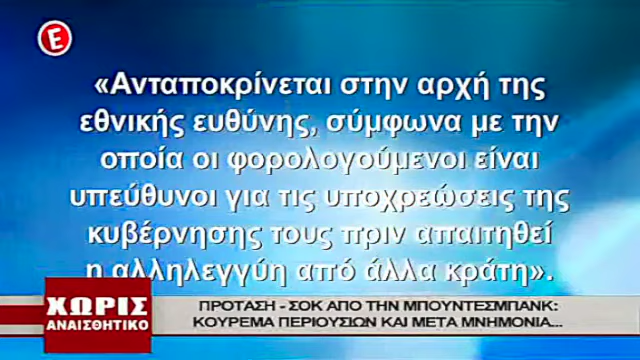 E
«Ανταποκρίνεται στην αρχή της
εθνικής ευθύνης, σύμφωνα με την
οποία οι φορολογούμενοι είναι
υπεύθυνοι για τις υποχρεώσεις της
κυβέρνησης τους πριν απαιτηθεί
η αλληλεγγύη από άλλα κράτη».
ΧΩΡΙΣ
ΑΝΑΙΣΘΗΤΙΚΟ
ΠΡΟΤΑΣΗ - ΣΟΚ ΑΠΟ ΤΗΝ ΜΠΟΥΝΤΕΣΜΠΑΝΚ:
ΚΟΥΡΕΜΑ ΠΕΡΙΟΥΣΙΩΝ ΚΑΙ ΜΕΤΑ ΜΝΗΜΟΝΙΑ...